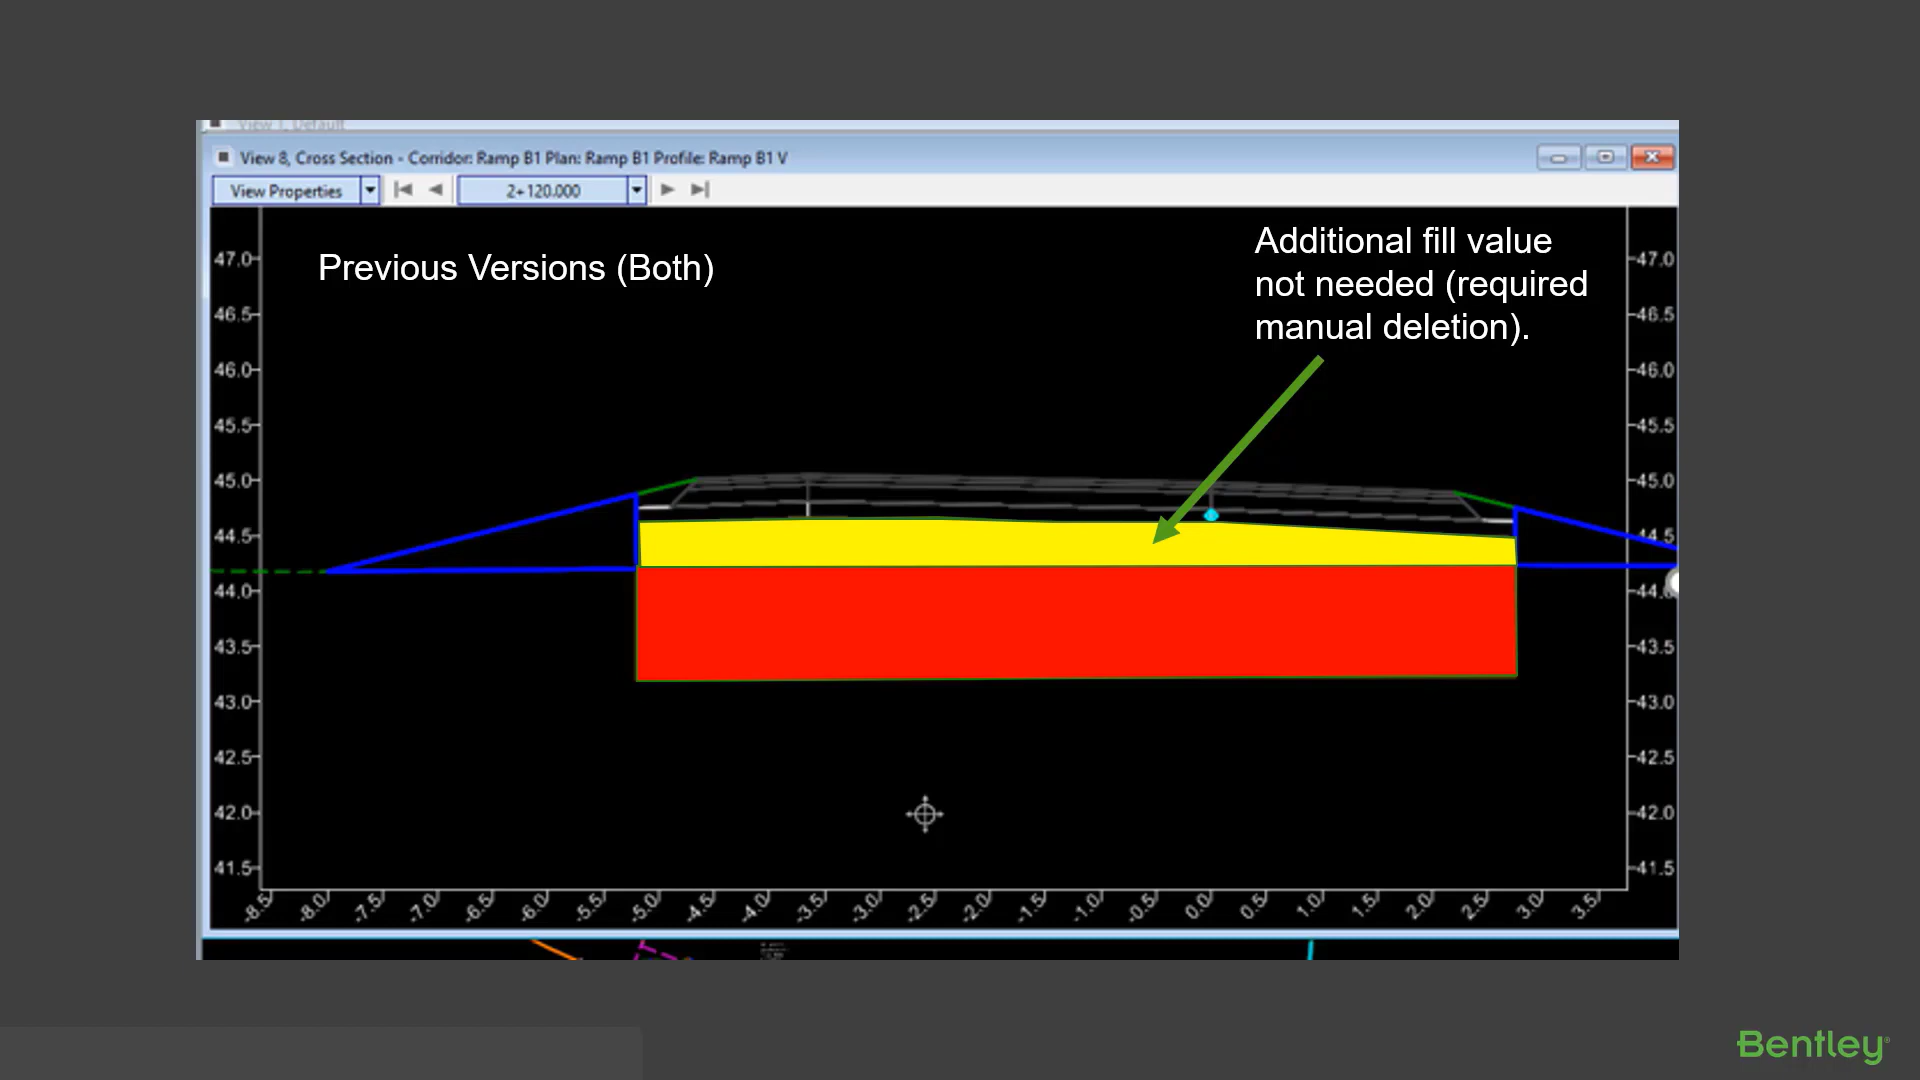 View 1, Default
View 8, Cross Section - Corridor: Ramp B1 Plan: Ramp B1 Profile: Ramp B1 V
View Properties
2+120.000
Previous Versions (Both)
Additional fill value
not needed (required
manual deletion).
47.0
46.5
46.0
45.5
45.0
44.5
44.0
43.5
43.0
42.5
42.0
41.5
47.0
46.5
46.0
45.5
45.0
44.5
44.0
43.5
43.0
42.5
42.0
41.5
-8.5 -8.0 -7.5 -7.0 -6.5 -6.0 -5.5 -5.0 -4.5 -4.0 -3.5 -3.0 -2.5 -2.0 -1.5 -1.0 -0.5 0.0 0.5 1.0 1.5 2.0 2.5 3.0 3.5
Bentley